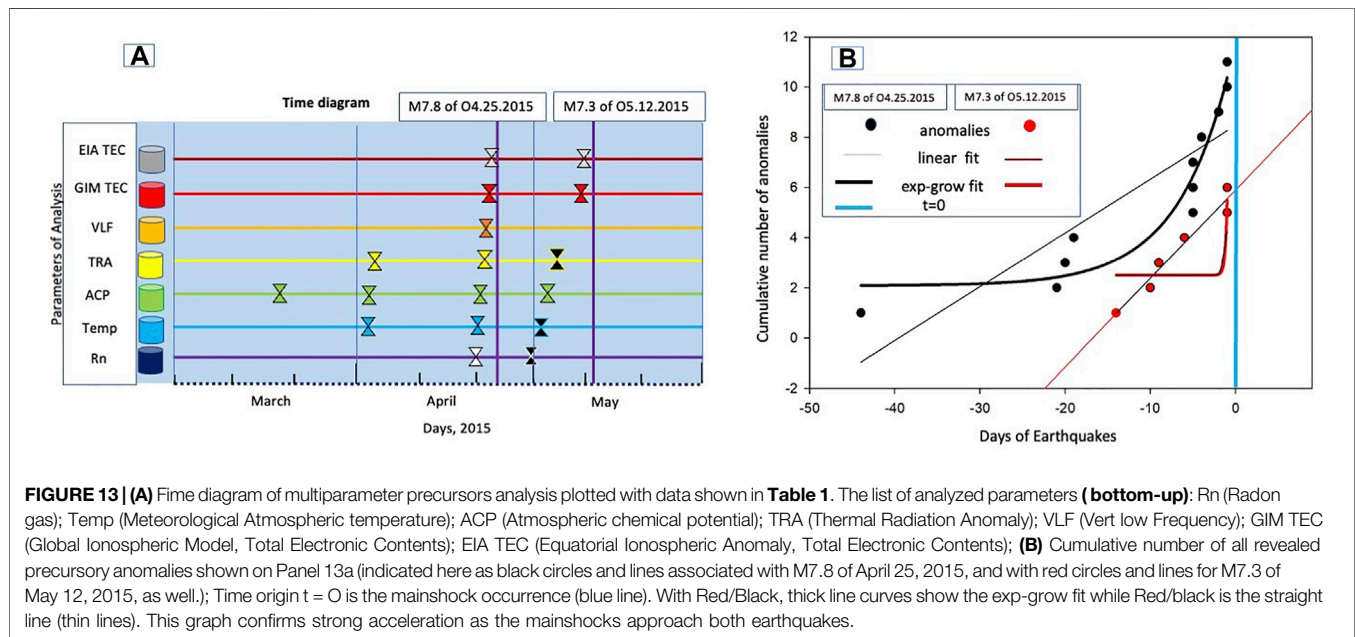 A
Time diagram
M7.8 of O4.25.2015
M7.3 of O5.12.2015
Parameters of Analysis
EIA TEC
GIM TEC
VLF
TRA
ACP
Temp
Rn
March
April
May
Days, 2015
B
M7.8 of O4.25.2015
M7.3 of O5.12.2015
anomalies
linear fit
exp-grow fit
t=0
Cumulative number of anomalies
12
10
8
6
4
2
0
-2
-50
-40
-30
-20
-10
0
Days of Earthquakes
FIGURE 13 | (A) Fime diagram of multiparameter precursors analysis plotted with data shown in Table 1. The list of analyzed parameters ( bottom-up): Rn (Radon
gas); Temp (Meteorological Atmospheric temperature); ACP (Atmospheric chemical potential); TRA (Thermal Radiation Anomaly); VLF (Vert low Frequency); GIM TEC
(Global Ionospheric Model, Total Electronic Contents); EIA TEC (Equatorial Ionospheric Anomaly, Total Electronic Contents); (B) Cumulative number of all revealed
precursory anomalies shown on Panel 13a (indicated here as black circles and lines associated with M7.8 of April 25, 2015, and with red circles and lines for M7.3 of
May 12, 2015, as well.); Time origin t = O is the mainshock occurrence (blue line). With Red/Black, thick line curves show the exp-grow fit while Red/black is the straight
line (thin lines). This graph confirms strong acceleration as the mainshocks approach both earthquakes.